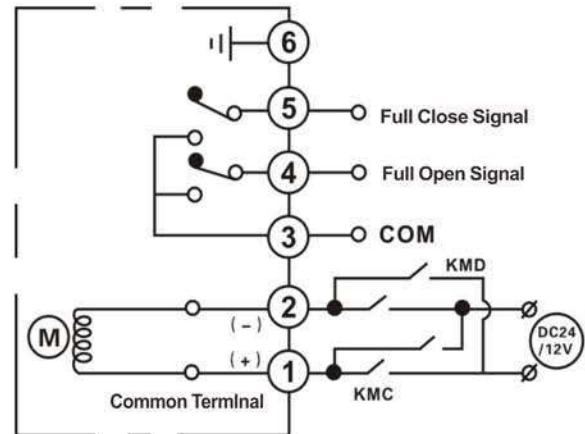 6
5
Full Close Signal
4
Full Open Signal
3
COM
KMD
2
(-)
DC24
/12V
M
(+)
1
Common TermInal
KMC